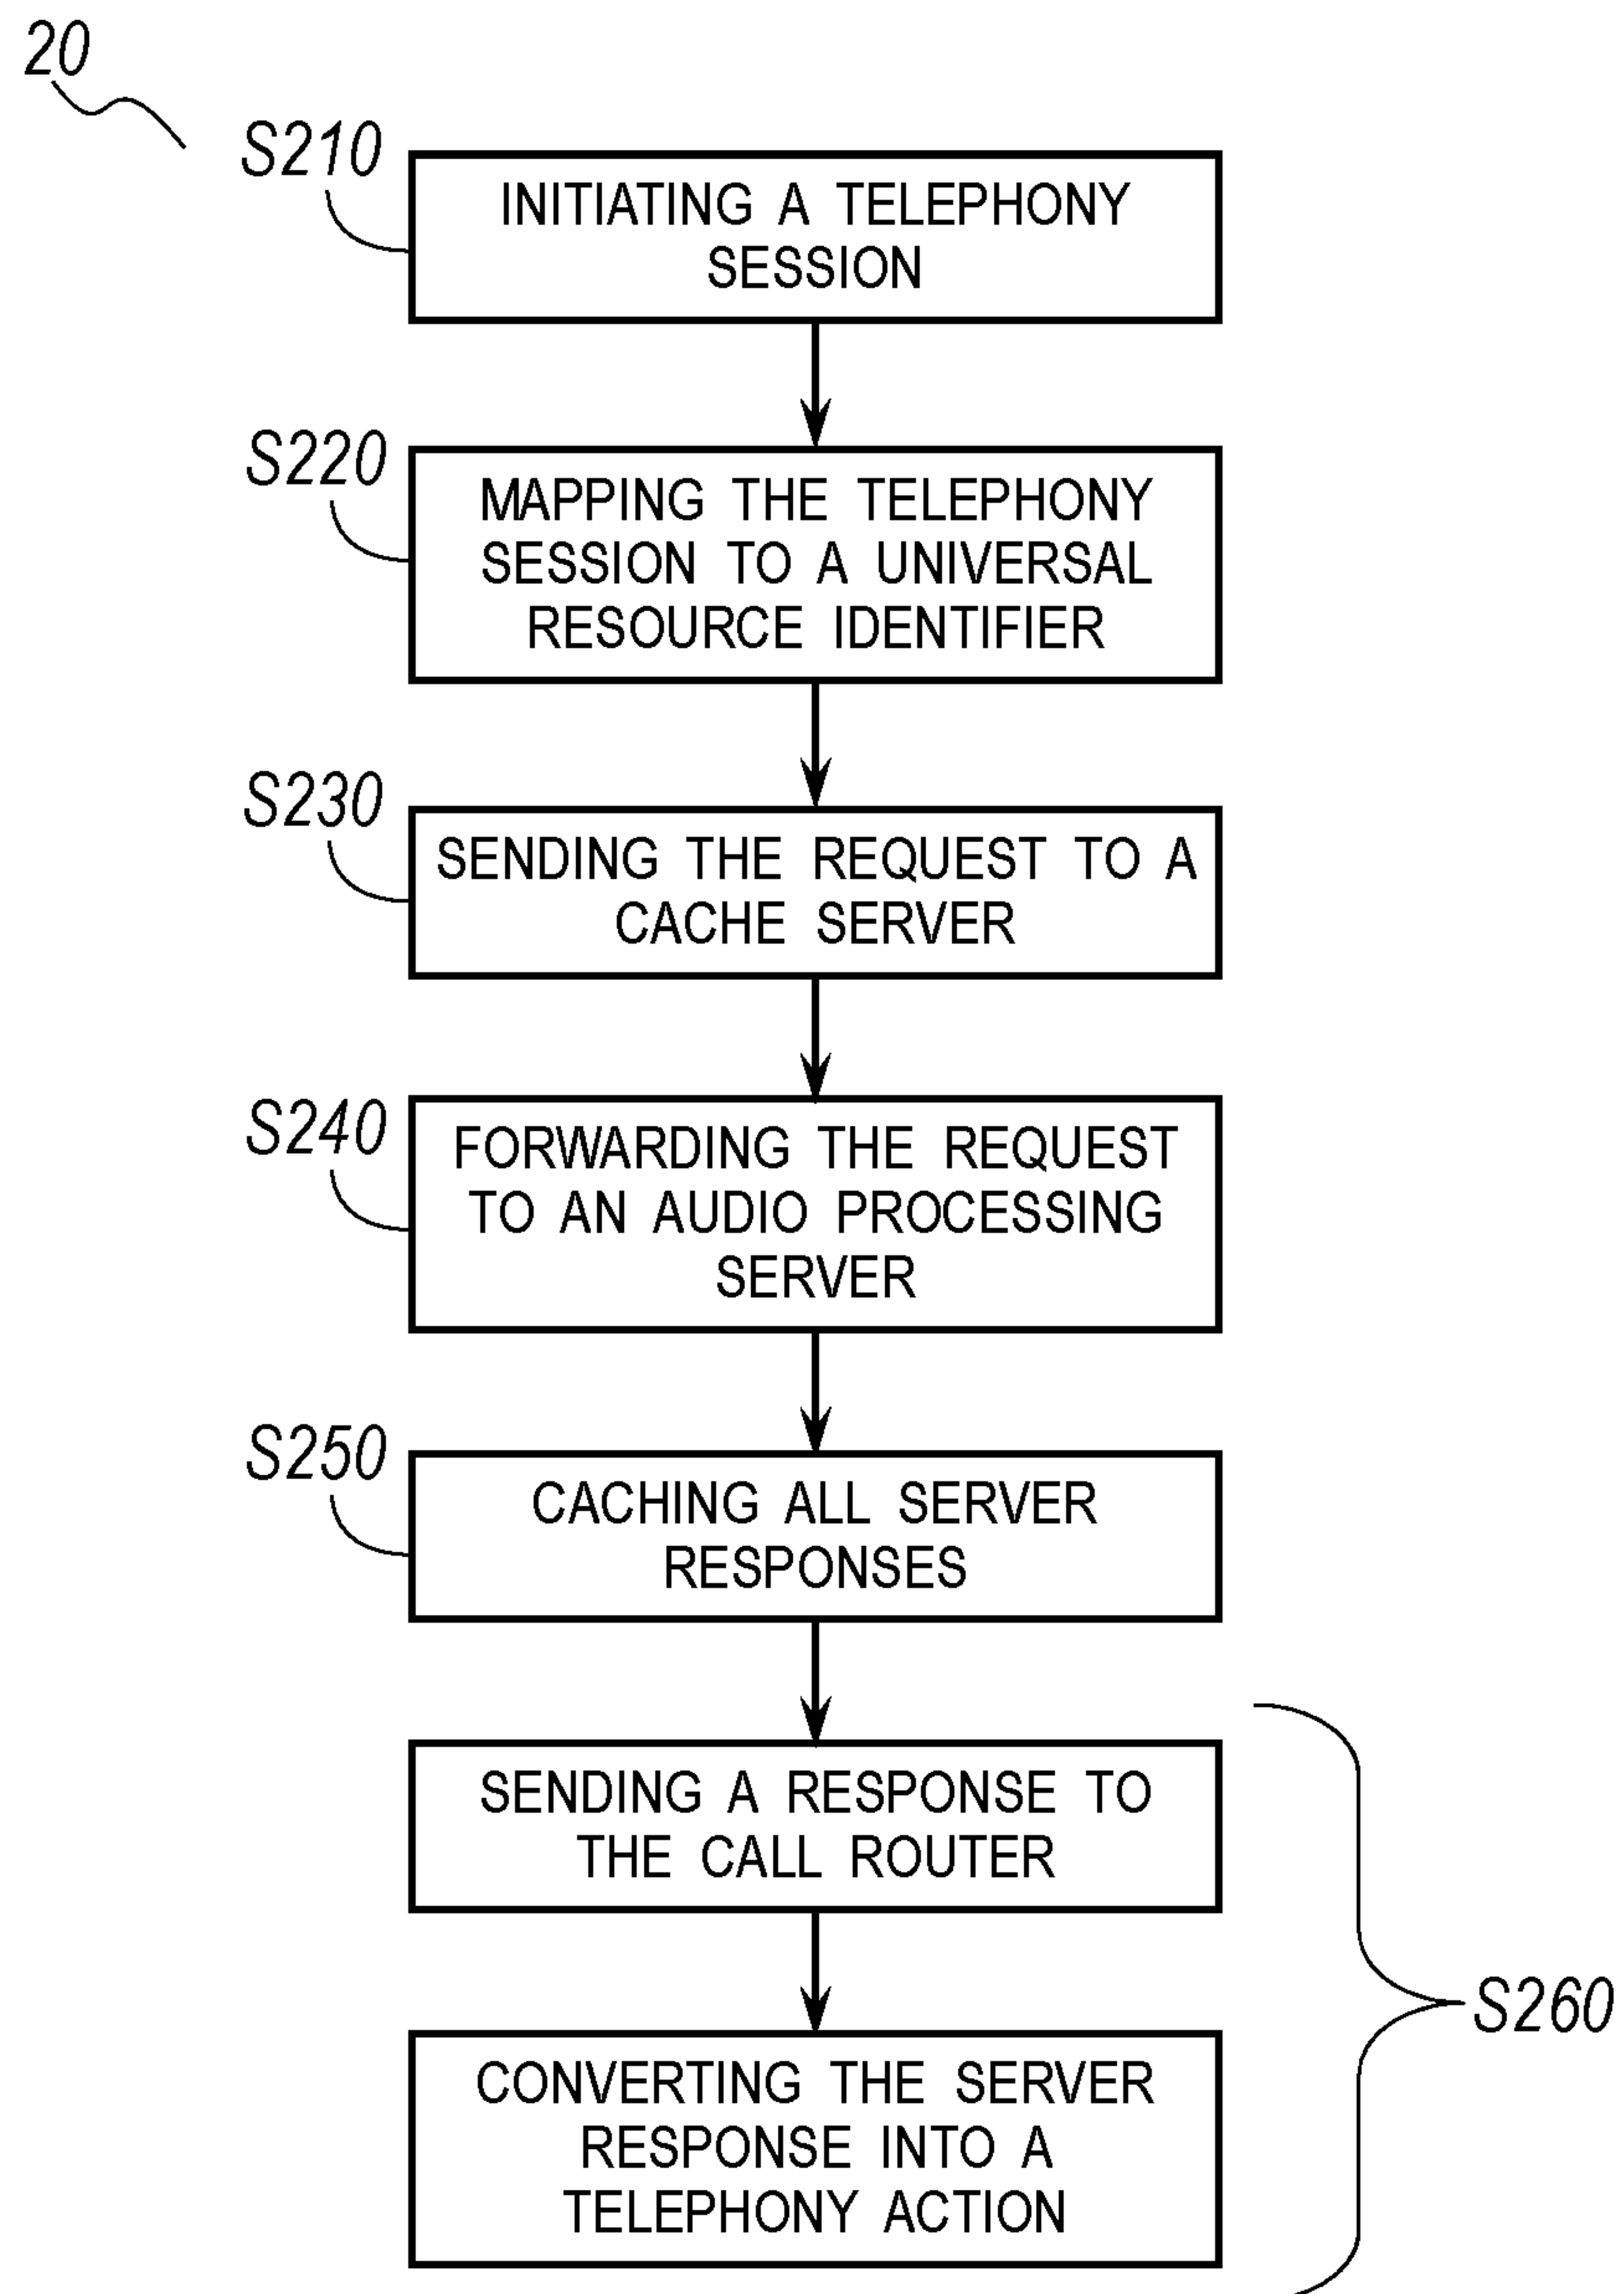 20
S210
INITIATING A TELEPHONY
SESSION
S220
MAPPING THE TELEPHONY
SESSION TO A UNIVERSAL
RESOURCE IDENTIFIER
S230
SENDING THE REQUEST TO A
CACHE SERVER
S240
FORWARDING THE REQUEST
TO AN AUDIO PROCESSING
SERVER
S250
CACHING ALL SERVER
RESPONSES
SENDING A RESPONSE TO
THE CALL ROUTER
S260
CONVERTING THE SERVER
RESPONSE INTO A
TELEPHONY ACTION